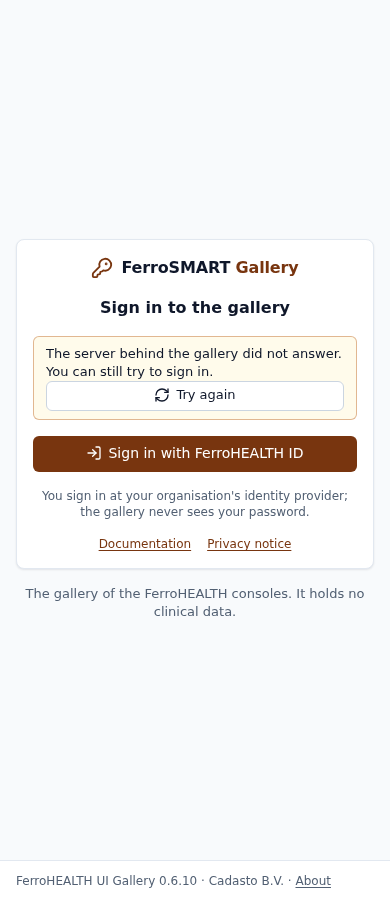 FerroSMART Gallery
Sign in to the gallery
The server behind the gallery did not answer.
You can still try to sign in.
Try again
Sign in with FerroHEALTH ID
You sign in at your organisation's identity provider;
the gallery never sees your password.
Documentation Privacy notice
The gallery of the FerroHEALTH consoles. It holds no
clinical data.
FerroHEALTH UI Gallery 0.6.10 · Cadasto B.V. · About